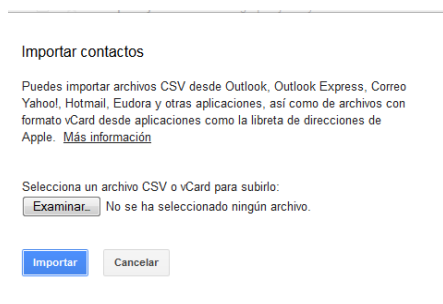 Importar contactos
Puedes importar archivos CSV desde Outlook, Outlook Express, Correo
Yahoo!, Hotmail, Eudora y otras aplicaciones, así como de archivos con
formato vCard desde aplicaciones como la libreta de direcciones de
Apple. Más información
Selecciona un archivo CSV o vCard para subirlo:
Examinar... No se ha seleccionado ningún archivo.
Importar Cancelar